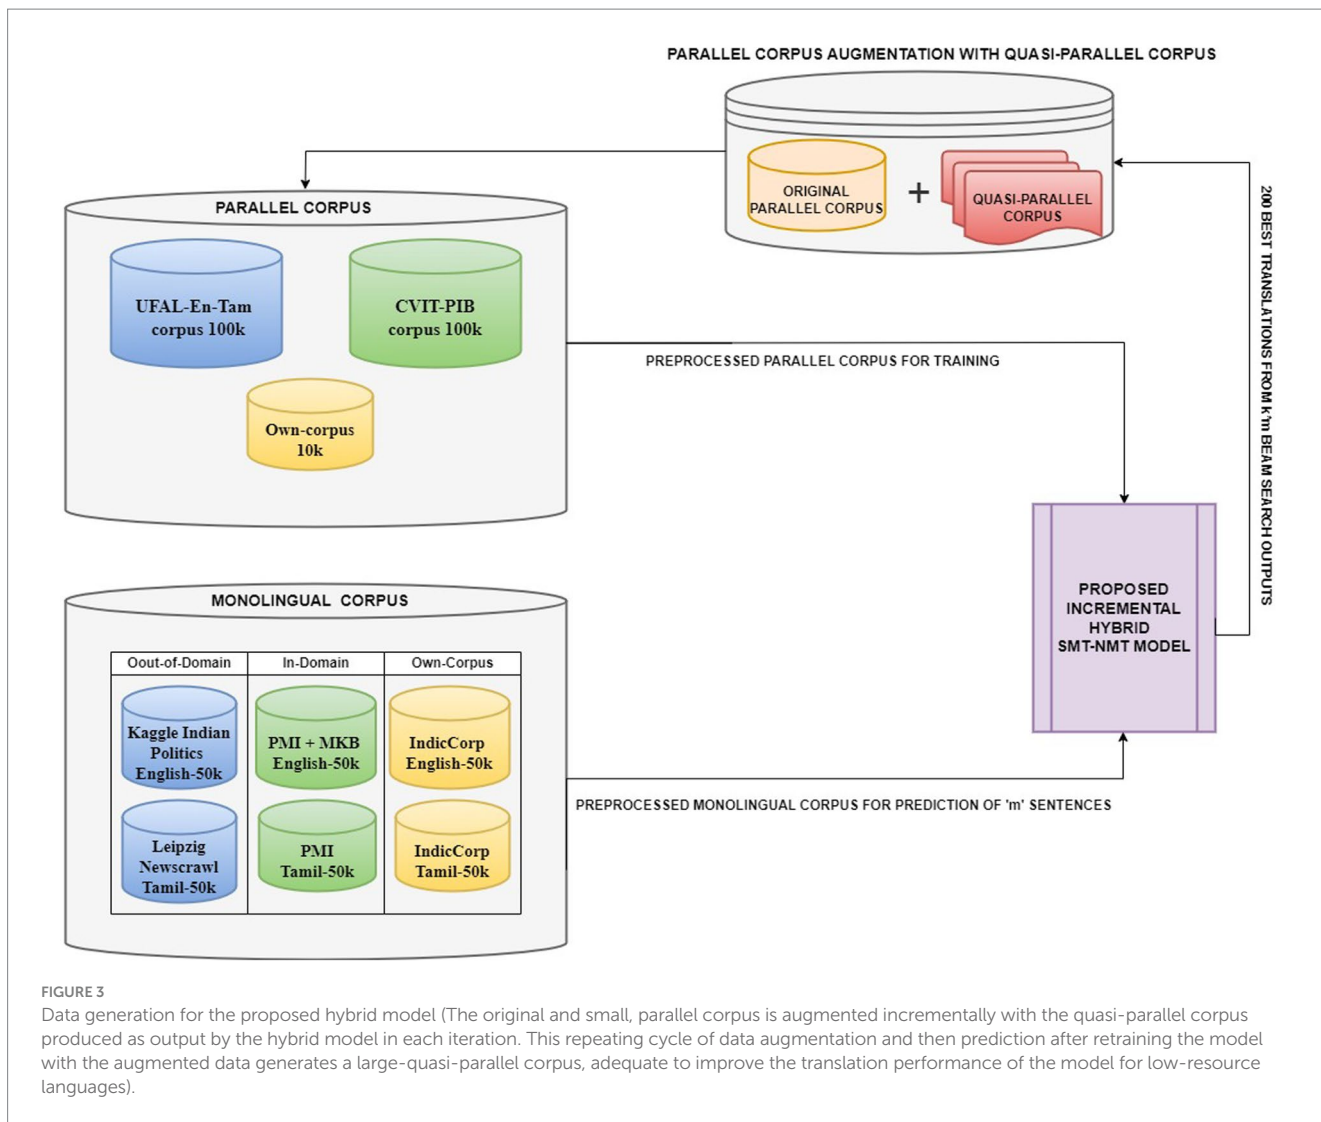 PARALLEL CORPUS AUGMENTATION WITH QUASI-PARALLEL CORPUS
ORIGINAL
PARALLEL CORPUS
+
QUASI-PARALLEL
CORPUS
PARALLEL CORPUS
UFAL-En-Tam
corpus 100k
CVIT-PIB
corpus 100k
Own-corpus
10k
PREPROCESSED PARALLEL CORPUS FOR TRAINING
200 BEST TRANSLATIONS FROM k*m BEAM SEARCH OUTPUTS
PROPOSED
INCREMENTAL
HYBRID
SMT-NMT MODEL
MONOLINGUAL CORPUS
Oout-of-Domain
In-Domain
Own-Corpus
Kaggle Indian
Politics
English-50k
PMI + MKB
English-50k
IndicCorp
English-50k
Leipzig
Newscrawl
Tamil-50k
PMI
Tamil-50k
IndicCorp
Tamil-50k
PREPROCESSED MONOLINGUAL CORPUS FOR PREDICTION OF 'm' SENTENCES
FIGURE 3
Data generation for the proposed hybrid model (The original and small, parallel corpus is augmented incrementally with the quasi-parallel corpus
produced as output by the hybrid model in each iteration. This repeating cycle of data augmentation and then prediction after retraining the model
with the augmented data generates a large-quasi-parallel corpus, adequate to improve the translation performance of the model for low-resource
languages).